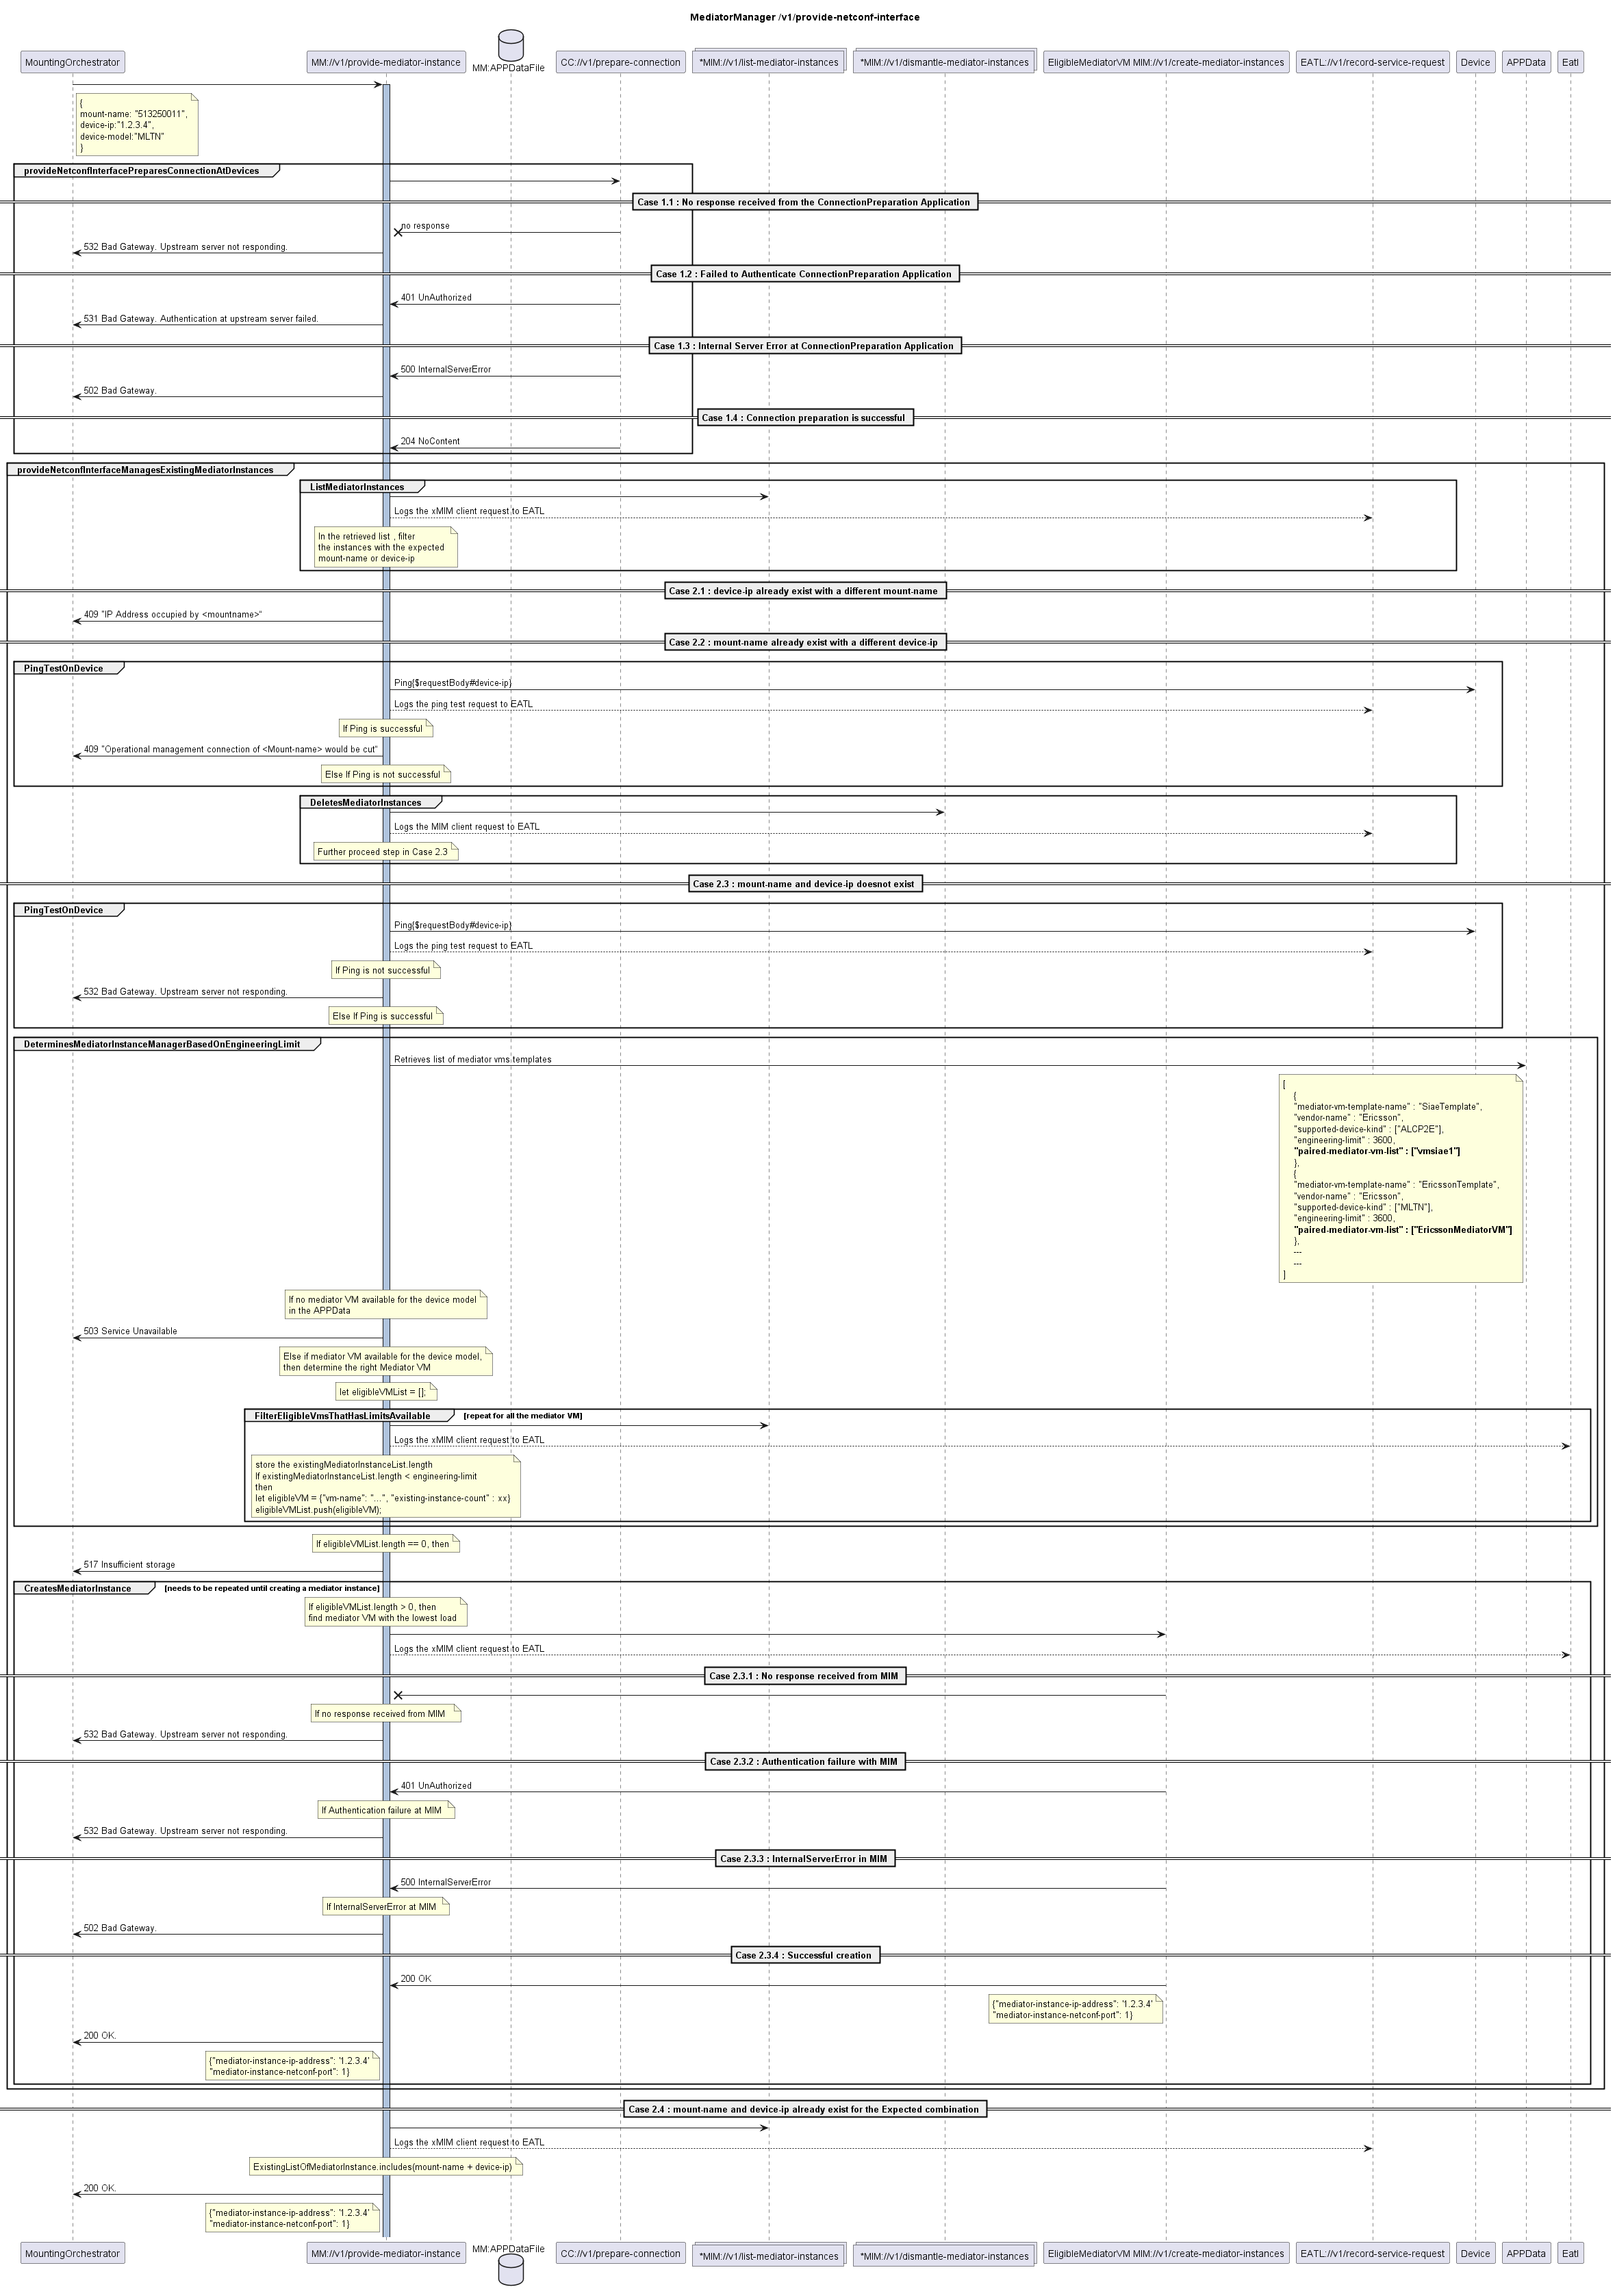 MediatorManager /v1/provide-netconf-interface
MountingOrchestrator
MM://v1/provide-mediator-instance
MM:APPDataFile
CC://v1/prepare-connection
*MIM://v1/list-mediator-instances
*MIM://v1/dismantle-mediator-instances
EligibleMediatorVM MIM://v1/create-mediator-instances
EATL://v1/record-service-request
Device
APPData
Eatl
{
mount-name: "513250011",
device-ip:"1.2.3.4",
device-model:"MLTN"
}
provideNetconfInterfacePreparesConnectionAtDevices
Case 1.1 : No response received from the ConnectionPreparation Application
no response
532 Bad Gateway. Upstream server not responding.
Case 1.2 : Failed to Authenticate ConnectionPreparation Application
401 UnAuthorized
531 Bad Gateway. Authentication at upstream server failed.
Case 1.3 : Internal Server Error at ConnectionPreparation Application
500 InternalServerError
502 Bad Gateway.
Case 1.4 : Connection preparation is successful
204 NoContent
provideNetconfInterfaceManagesExistingMediatorInstances
ListMediatorInstances
Logs the xMIM client request to EATL
In the retrieved list , filter
the instances with the expected
mount-name or device-ip
Case 2.1 : device-ip already exist with a different mount-name
409 "IP Address occupied by <mountname>"
Case 2.2 : mount-name already exist with a different device-ip
PingTestOnDevice
Ping{$requestBody#device-ip}
Logs the ping test request to EATL
If Ping is successful
409 "Operational management connection of <Mount-name> would be cut"
Else If Ping is not successful
DeletesMediatorInstances
Logs the MIM client request to EATL
Further proceed step in Case 2.3
Case 2.3 : mount-name and device-ip doesnot exist
PingTestOnDevice
Ping{$requestBody#device-ip}
Logs the ping test request to EATL
If Ping is not successful
532 Bad Gateway. Upstream server not responding.
Else If Ping is successful
DeterminesMediatorInstanceManagerBasedOnEngineeringLimit
Retrieves list of mediator vms templates
[
{
"mediator-vm-template-name" : "SiaeTemplate",
"vendor-name" : "Ericsson",
"supported-device-kind" : ["ALCP2E"],
"engineering-limit" : 3600,
"paired-mediator-vm-list" : ["vmsiae1"]
},
{
"mediator-vm-template-name" : "EricssonTemplate",
"vendor-name" : "Ericsson",
"supported-device-kind" : ["MLTN"],
"engineering-limit" : 3600,
"paired-mediator-vm-list" : ["EricssonMediatorVM"]
},
---
---
]
If no mediator VM available for the device model
in the APPData
503 Service Unavailable
Else if mediator VM available for the device model,
then determine the right Mediator VM
let eligibleVMList = [];
FilterEligibleVmsThatHasLimitsAvailable [repeat for all the mediator VM]
Logs the xMIM client request to EATL
store the existingMediatorInstanceList.length
If existingMediatorInstanceList.length < engineering-limit
then
let eligibleVM = {"vm-name": "...", "existing-instance-count" : xx}
eligibleVMList.push(eligibleVM);
If eligibleVMList.length == 0, then
517 Insufficient storage
CreatesMediatorInstance [needs to be repeated until creating a mediator instance]
If eligibleVMList.length > 0, then
find mediator VM with the lowest load
Logs the xMIM client request to EATL
Case 2.3.1 : No response received from MIM
If no response received from MIM
532 Bad Gateway. Upstream server not responding.
Case 2.3.2 : Authentication failure with MIM
401 UnAuthorized
If Authentication failure at MIM
532 Bad Gateway. Upstream server not responding.
Case 2.3.3 : InternalServerError in MIM
500 InternalServerError
If InternalServerError at MIM
502 Bad Gateway.
Case 2.3.4 : Successful creation
200 OK
{"mediator-instance-ip-address": '1.2.3.4'
"mediator-instance-netconf-port": 1}
200 OK.
{"mediator-instance-ip-address": '1.2.3.4'
"mediator-instance-netconf-port": 1}
Case 2.4 : mount-name and device-ip already exist for the Expected combination
Logs the xMIM client request to EATL
ExistingListOfMediatorInstance.includes(mount-name + device-ip)
200 OK.
{"mediator-instance-ip-address": '1.2.3.4'
"mediator-instance-netconf-port": 1}
MountingOrchestrator
MM://v1/provide-mediator-instance
MM:APPDataFile
CC://v1/prepare-connection
*MIM://v1/list-mediator-instances
*MIM://v1/dismantle-mediator-instances
EligibleMediatorVM MIM://v1/create-mediator-instances
EATL://v1/record-service-request
Device
APPData
Eatl